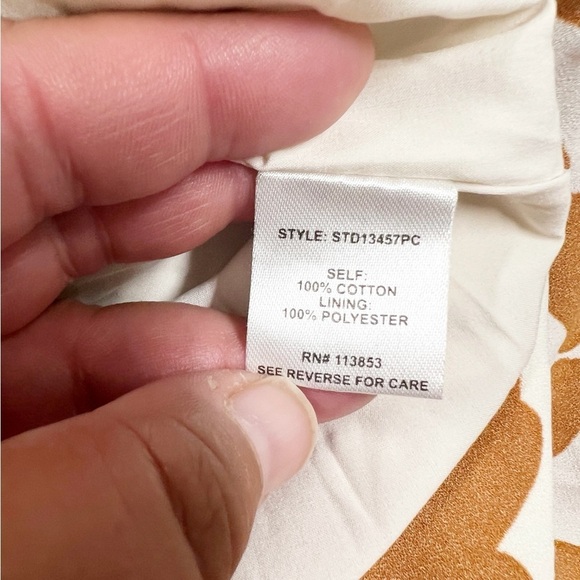 STYLE: STD13457PC
SELF:
100% COTTON
LINING:
100% POLYESTER
RN# 113853
SEE REVERSE FOR CARE